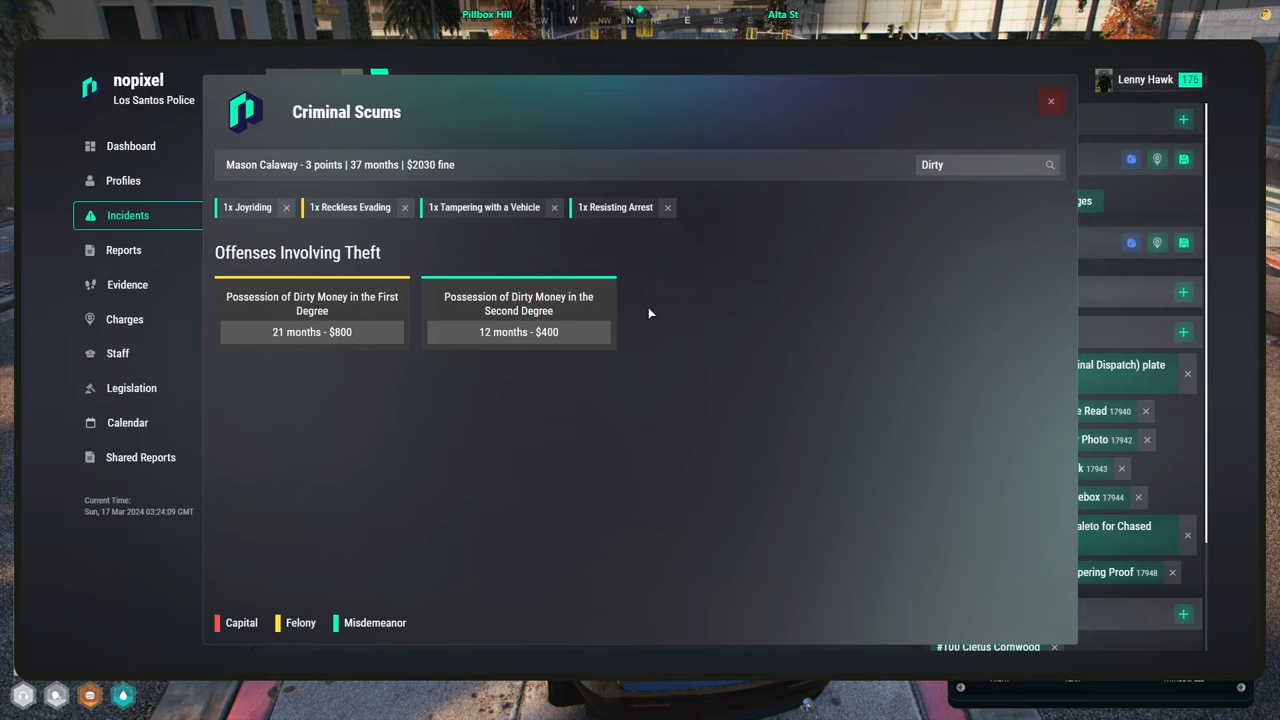 Pillbox Hill
SW W NW N NE E SE S
Alta St
nopixel
Los Santos Police
Lenny Hawk 176
Criminal Scums
Mason Calaway - 3 points | 37 months | $2030 fine
Dirty
1x Joyriding
1x Reckless Evading
1x Tampering with a Vehicle
1x Resisting Arrest
Offenses Involving Theft
Possession of Dirty Money in the First
Degree
21 months - $800
Possession of Dirty Money in the
Second Degree
12 months - $400
Capital
Felony
Misdemeanor
Dashboard
Profiles
Incidents
Reports
Evidence
Charges
Staff
Legislation
Calendar
Shared Reports
Current Time:
Sun, 17 Mar 2024 03:24:09 GMT
ges
inal Dispatch) plate
e Read 17940
Photo 17942
k 17943
ebox 17944
aleto for Chased
pering Proof 17948
#100 Cletus Cornwood